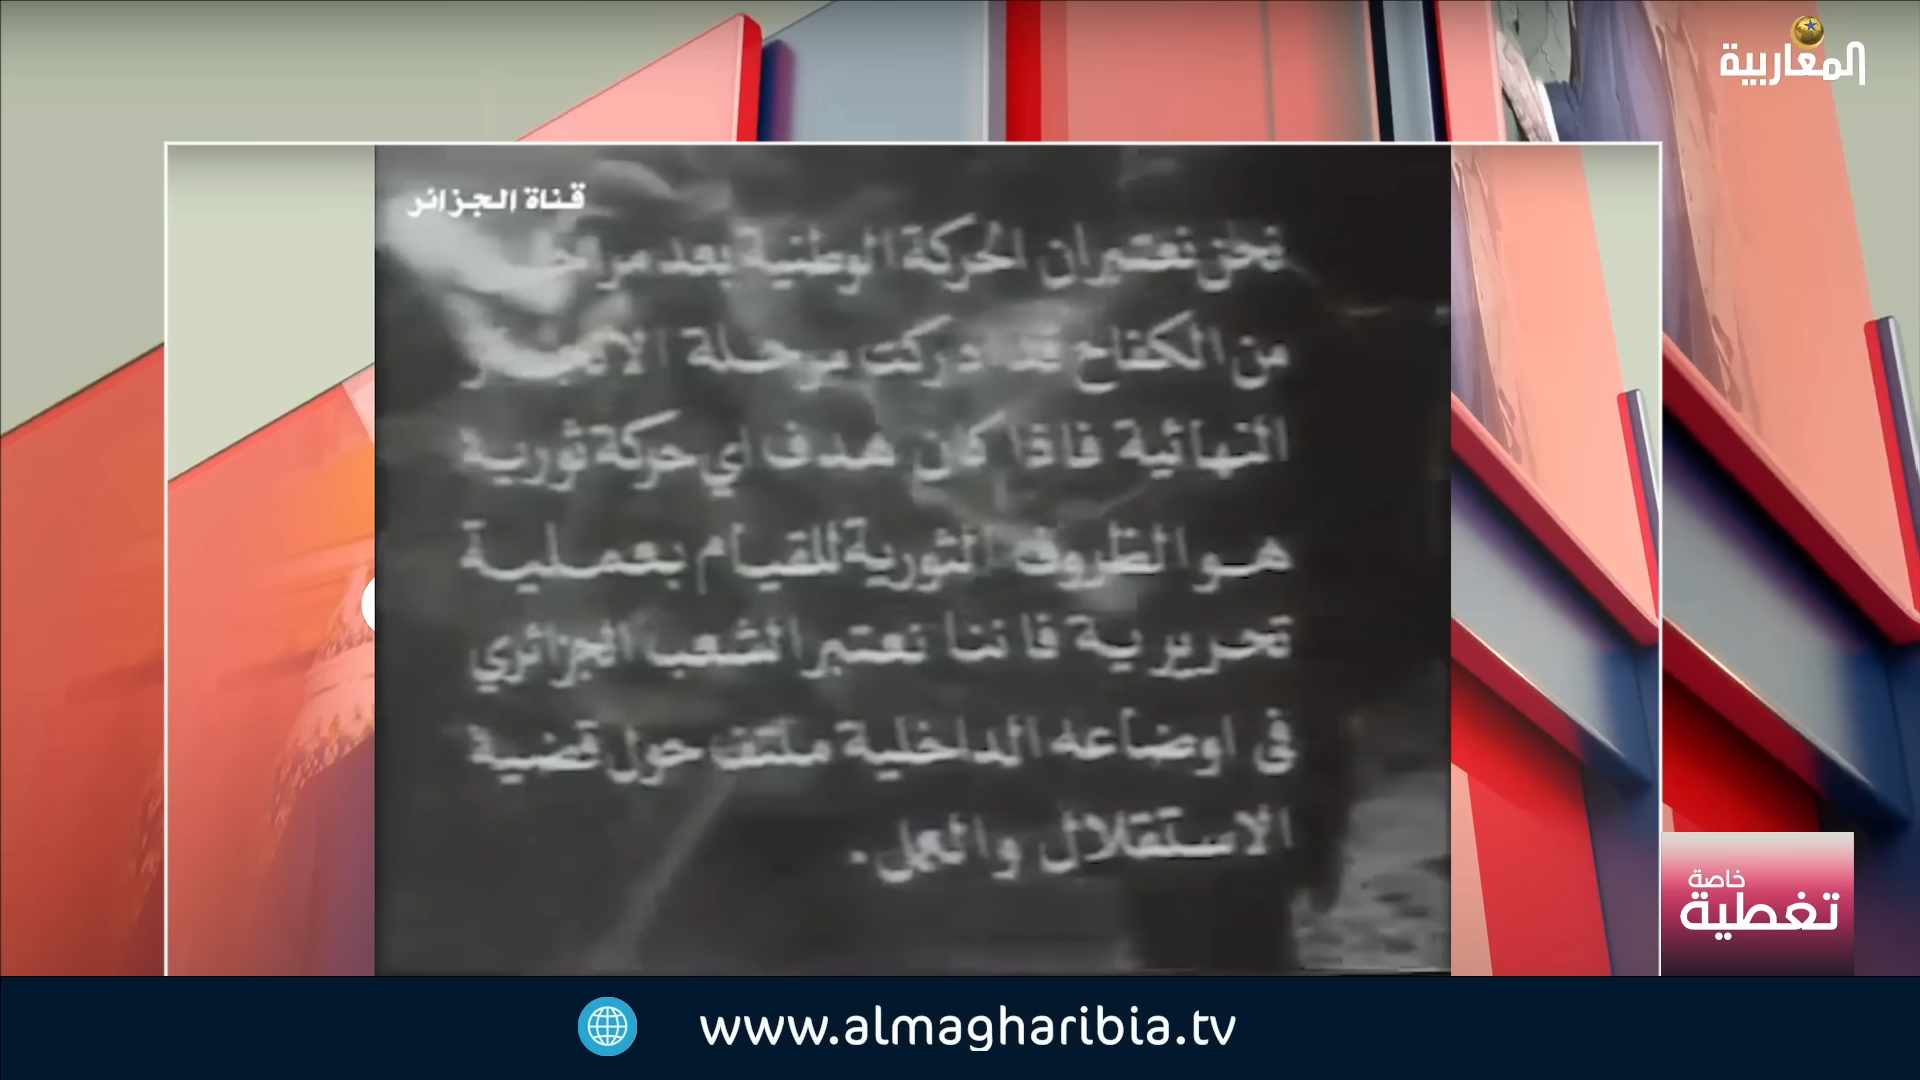 المغاربية
قناة الجزائر
نحن نعتبر ان الحركة الوطنية بعد مراحل
من الكفاح قد ادركت مرحلة الانجاز
النهائية فاذا كان هدف اي حركة ثورية
هو الظروف الثورية للقيام بعملية
تحريرية فاننا نعتبر الشعب الجزائري
فى اوضاعه الداخلية ملتف حول قضية
الاستقلال والعمل.
تغطية
خاصة
www.almagharibia.tv